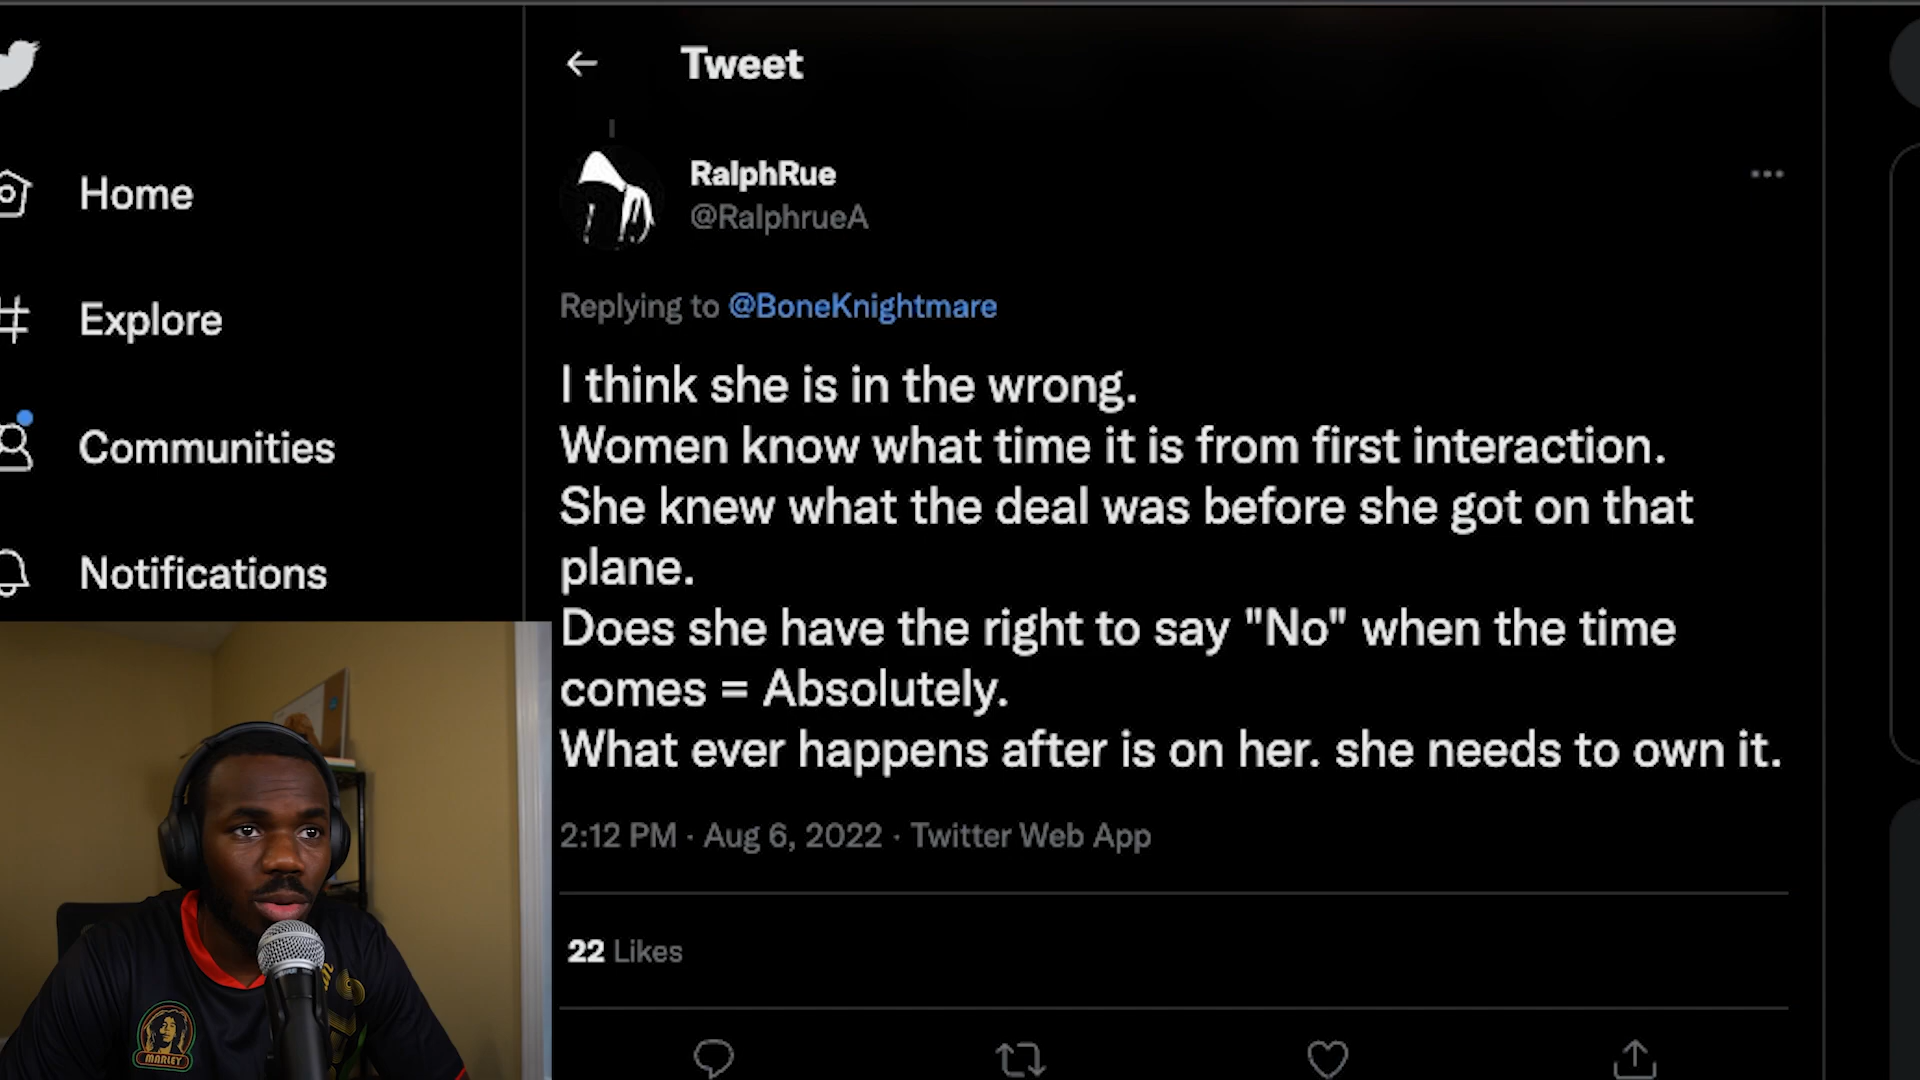 Tweet
RalphRue
@RalphrueA
Replying to @BoneKnightmare
I think she is in the wrong.
Women know what time it is from first interaction.
She knew what the deal was before she got on that
plane.
Does she have the right to say "No" when the time
comes = Absolutely.
What ever happens after is on her. she needs to own it.
2:12 PM · Aug 6, 2022 · Twitter Web App
22 Likes
Home
Explore
Communities
Notifications
MARLEY